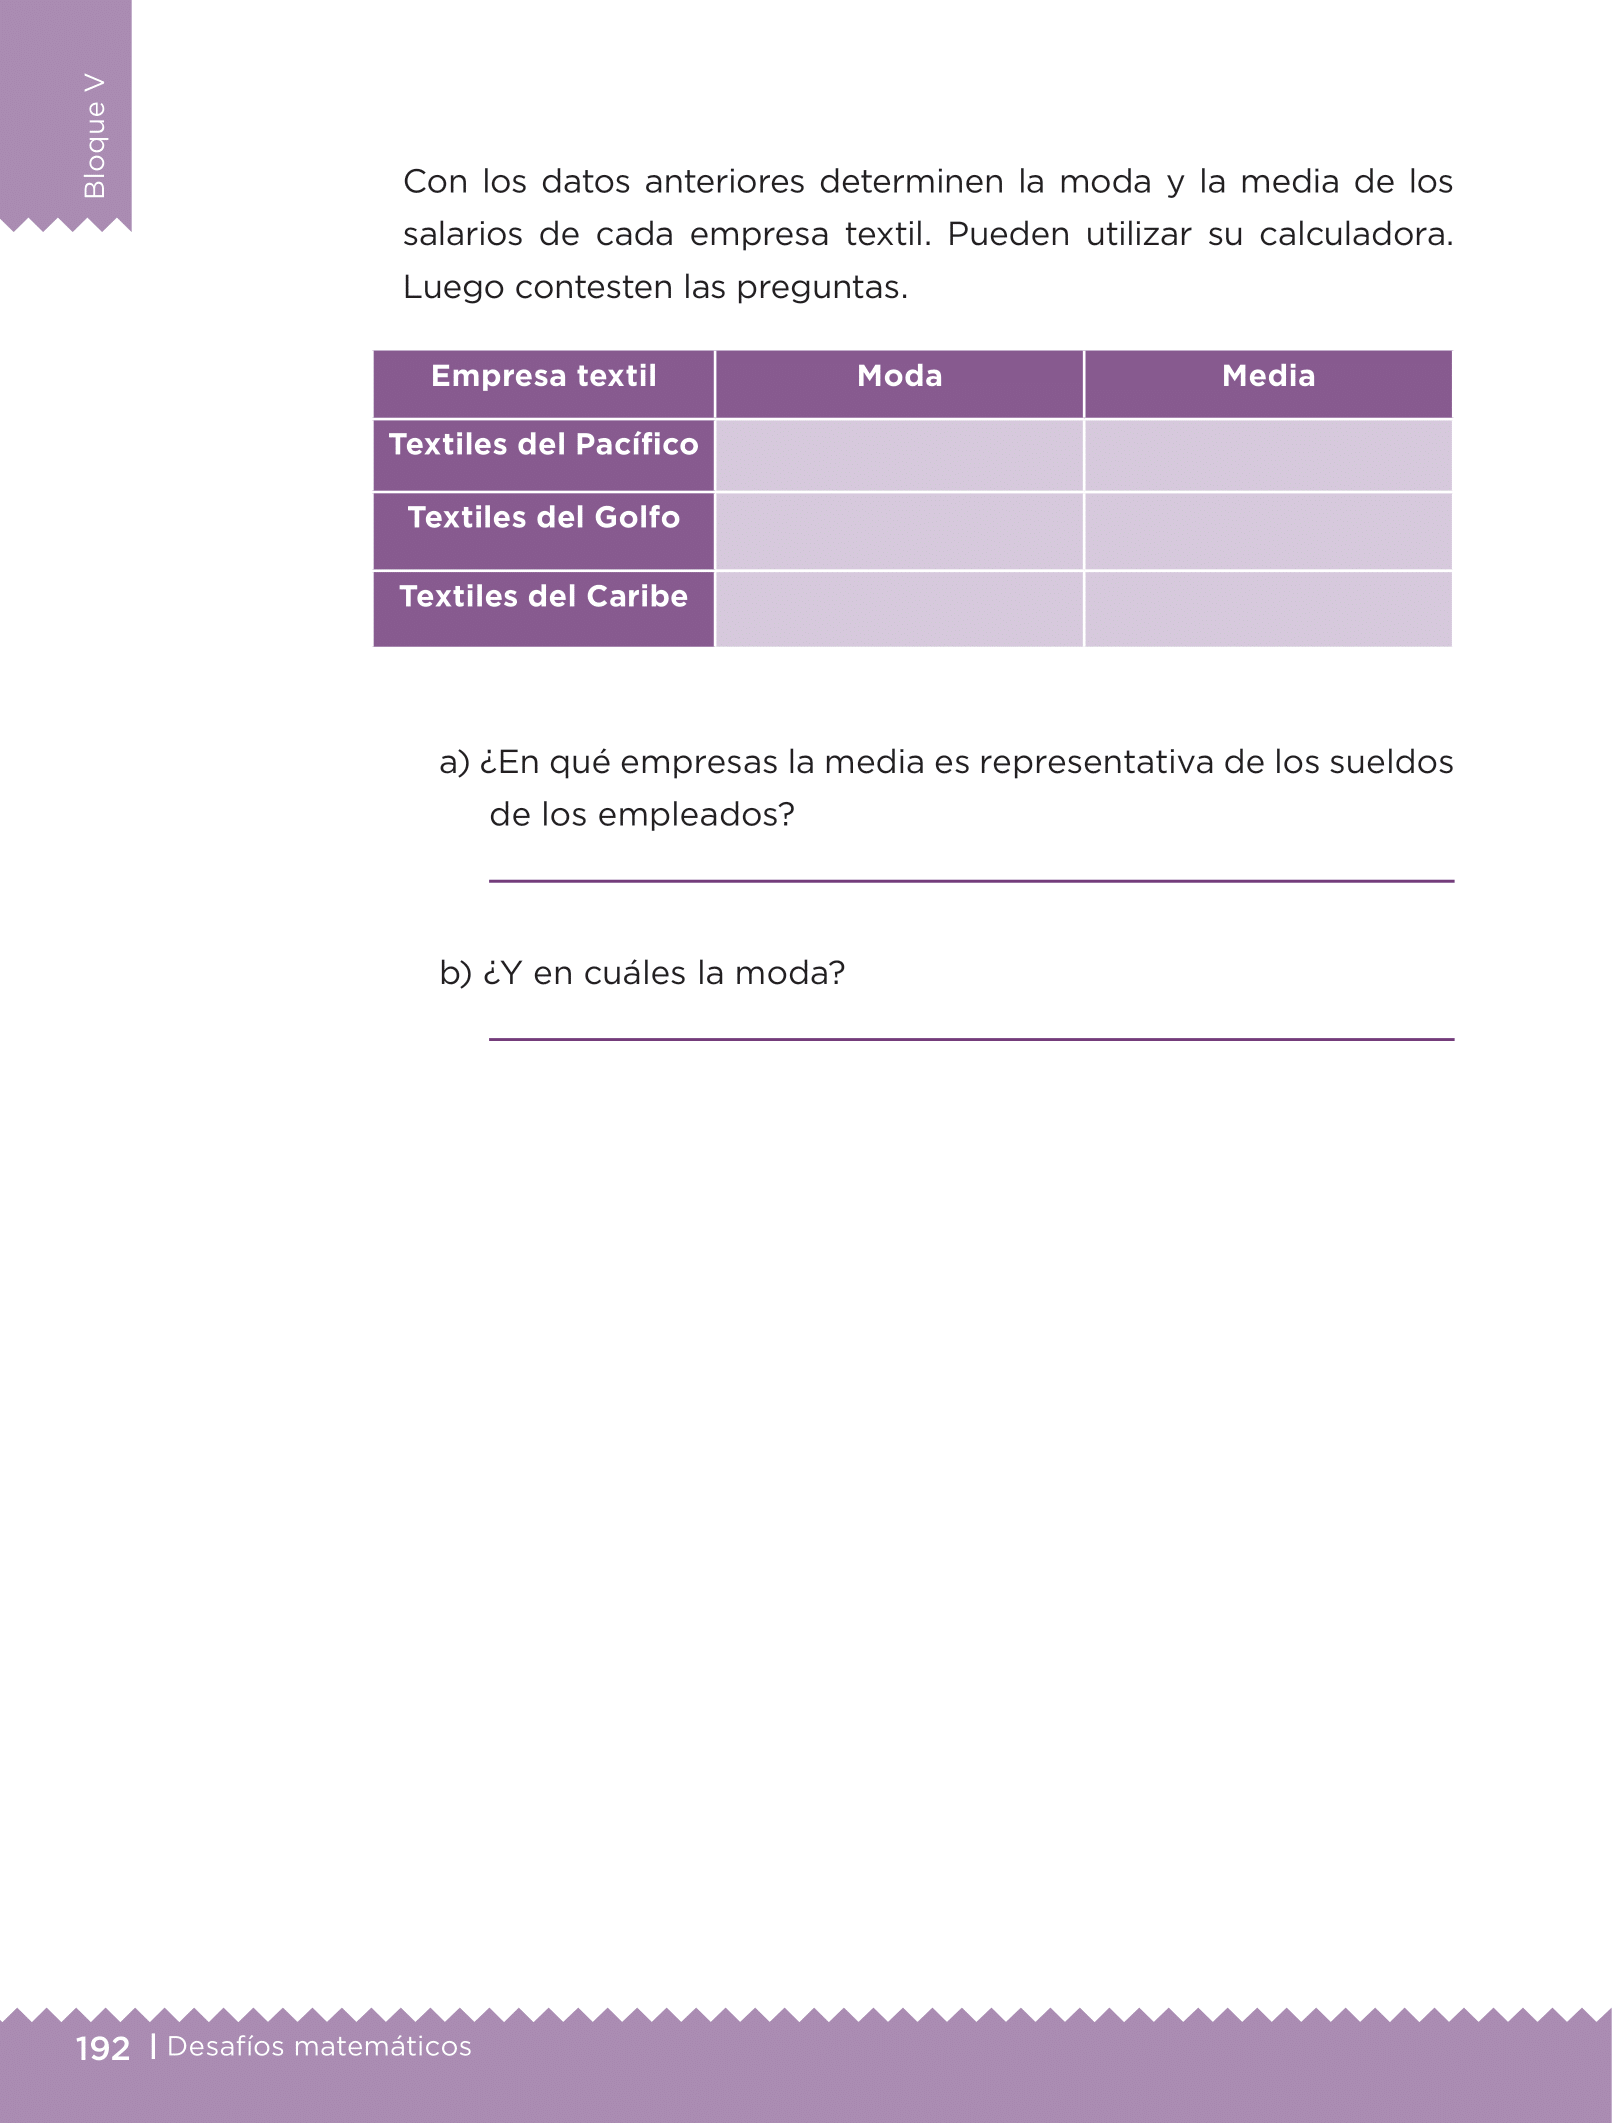 Bloque V
Con los datos anteriores determinen la moda y la media de los
salarios de cada empresa textil. Pueden utilizar su calculadora.
Luego contesten las preguntas.
Empresa textil Moda Media
Textiles del Pacífico
Textiles del Golfo
Textiles del Caribe
a) ¿En qué empresas la media es representativa de los sueldos
de los empleados?
b) ¿Y en cuáles la moda?
192 | Desafíos matemáticos